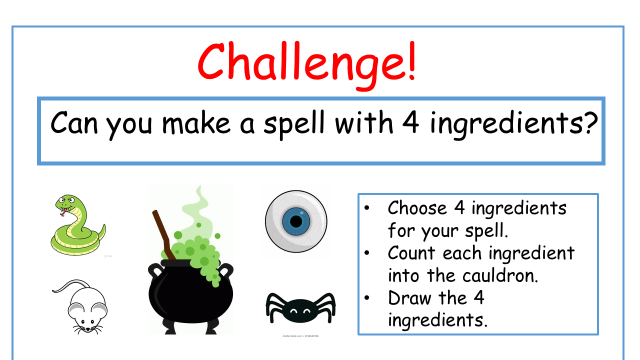 Challenge!
Can you make a spell with 4 ingredients?
• Choose 4 ingredients
for your spell.
• Count each ingredient
into the cauldron.
• Draw the 4
ingredients.